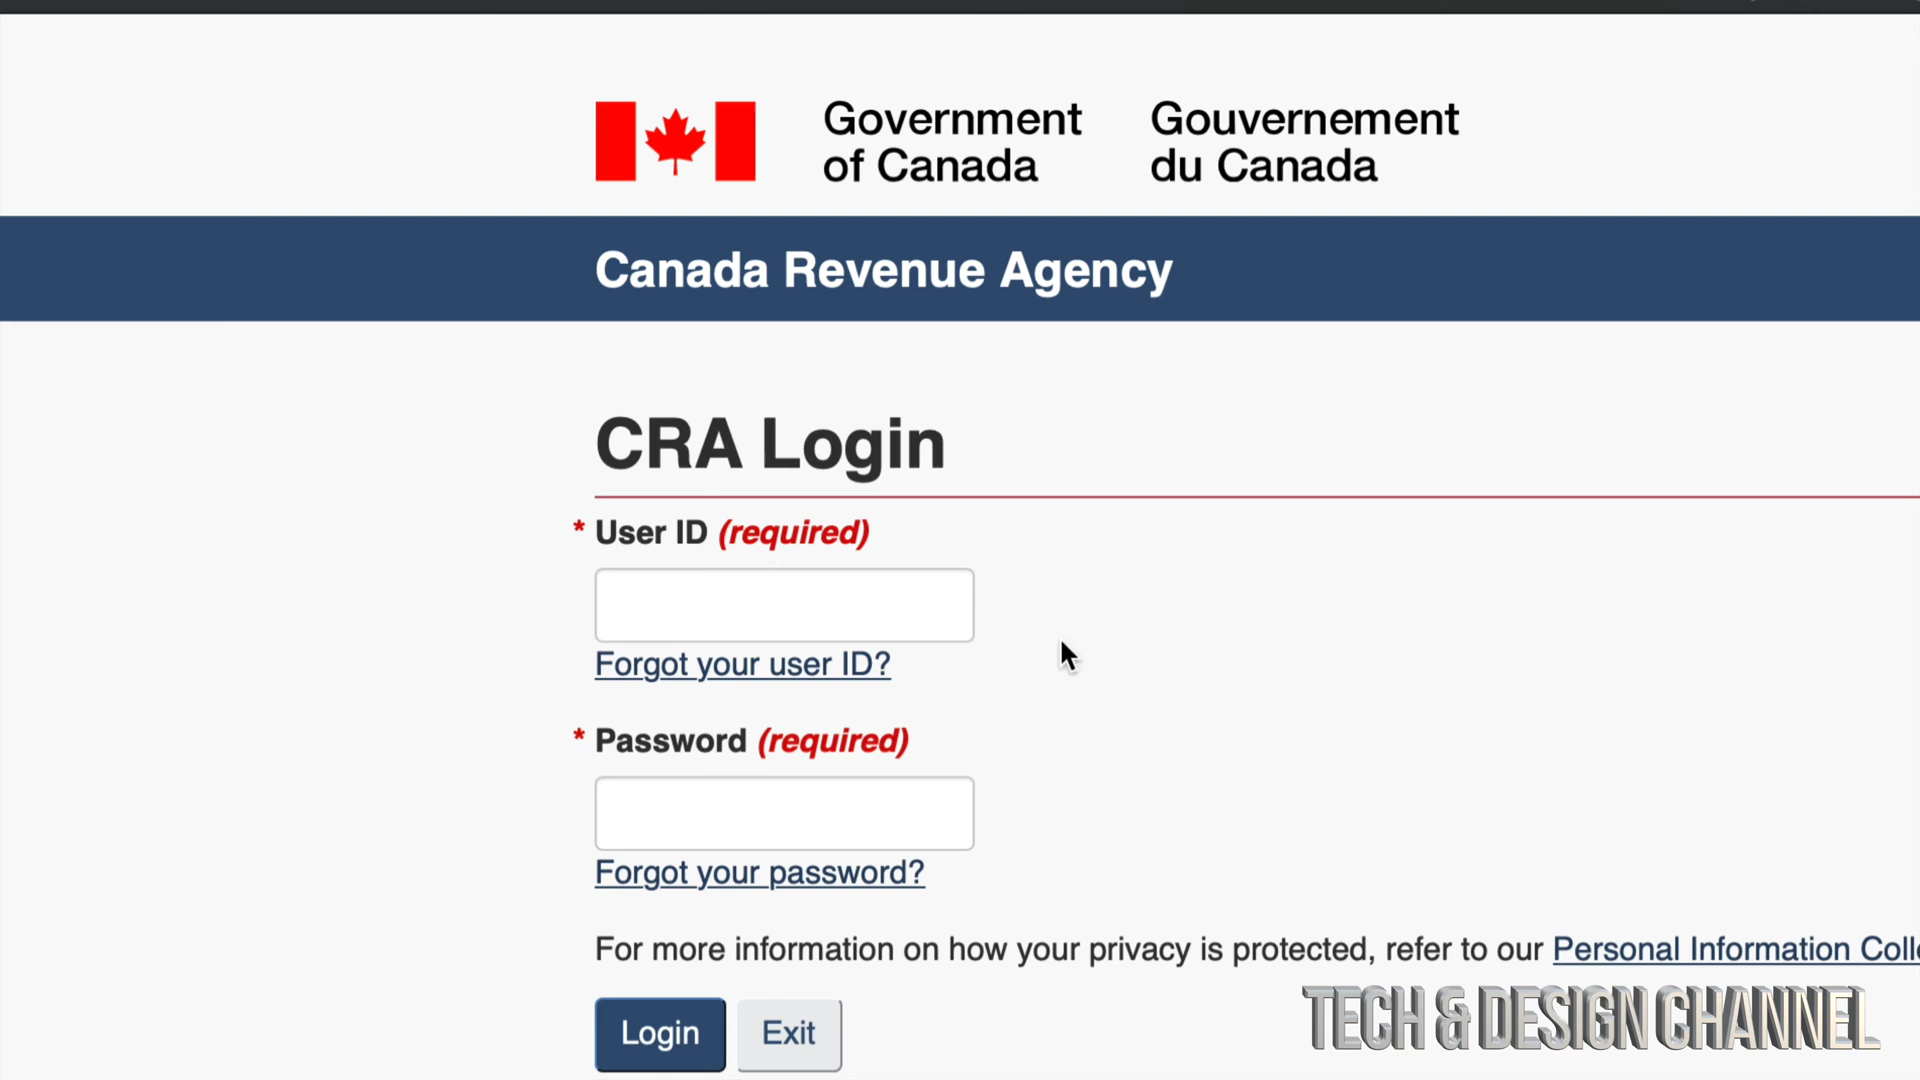 Government
of Canada
Gouvernement
du Canada
Canada Revenue Agency
CRA Login
* User ID (required)
Forgot your user ID?
* Password (required)
Forgot your password?
For more information on how your privacy is protected, refer to our Personal Information Colle
Login
Exit
TECH & DESIGN CHANNEL